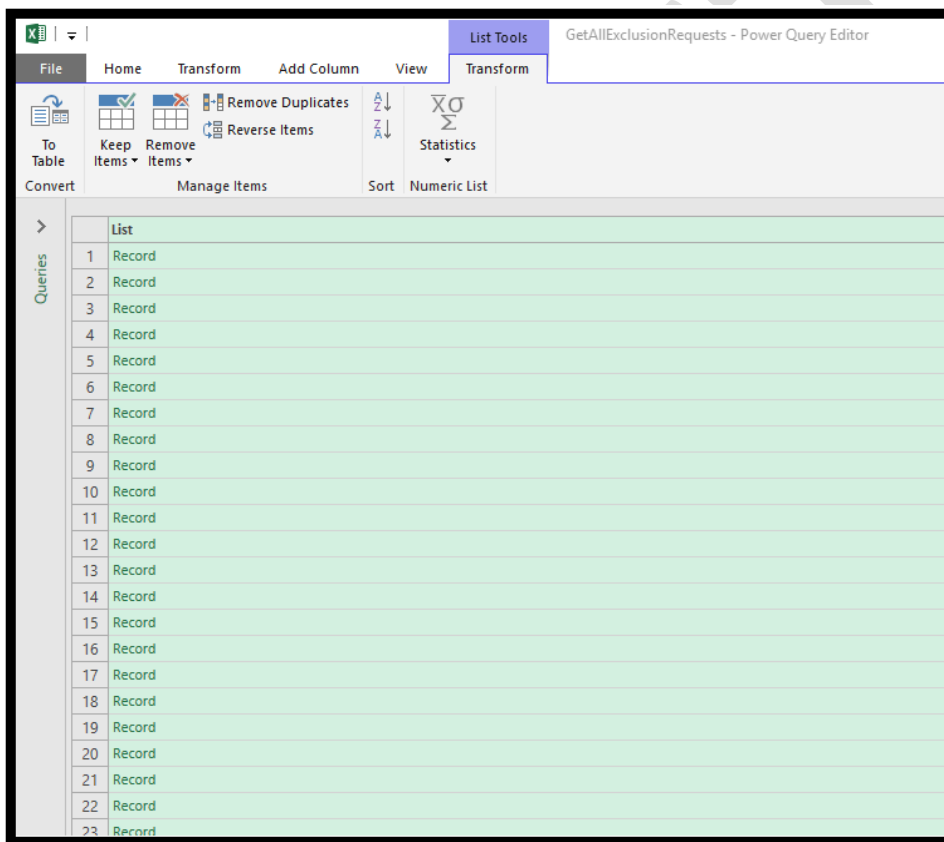 List Tools
GetAllExclusionRequests - Power Query Editor
File Home Transform Add Column View Transform
To Table
Keep Items
Remove Items
Remove Duplicates
Reverse Items
A
Z
Z
A
X̄σ
Σ
Statistics
Convert
Manage Items
Sort
Numeric List
Queries
List
1 Record
2 Record
3 Record
4 Record
5 Record
6 Record
7 Record
8 Record
9 Record
10 Record
11 Record
12 Record
13 Record
14 Record
15 Record
16 Record
17 Record
18 Record
19 Record
20 Record
21 Record
22 Record
23 Record